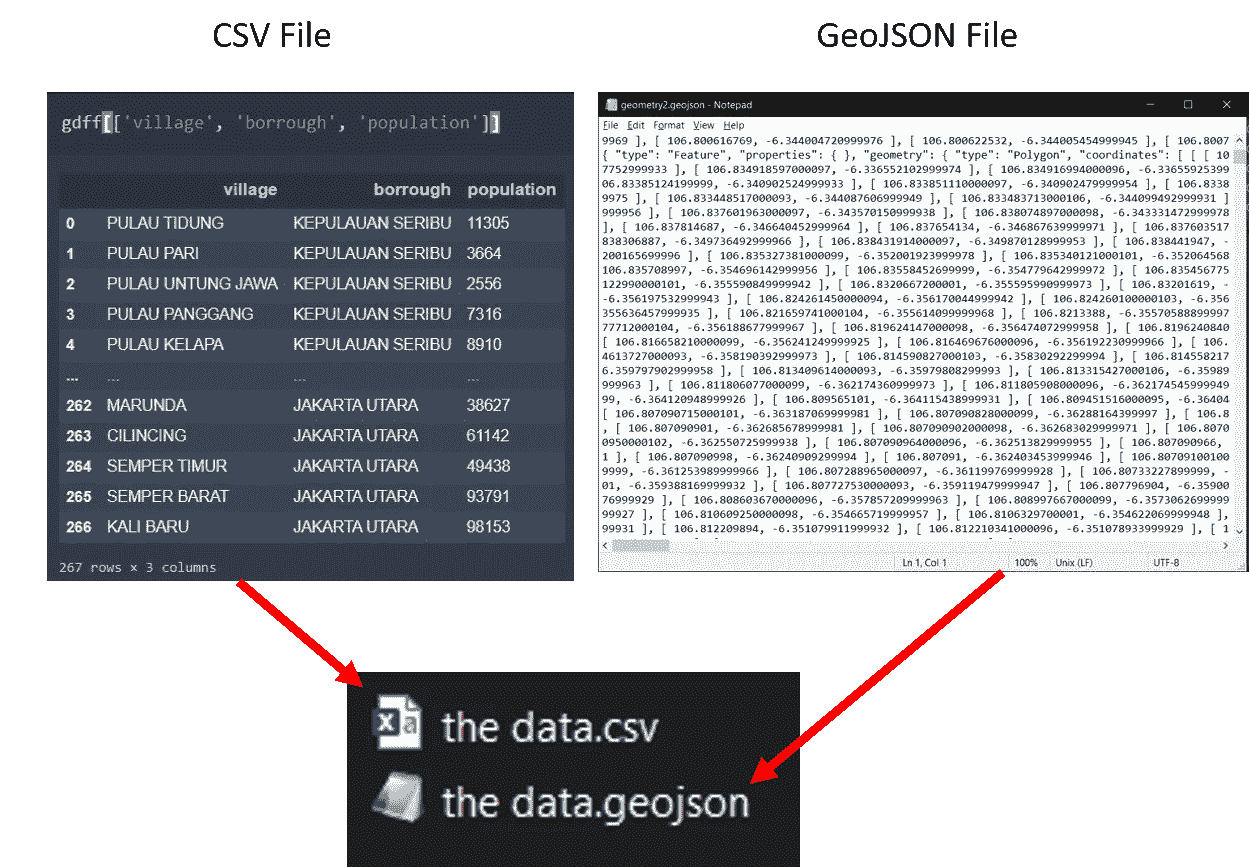 CSV File
GeoJSON File
gdff[['village', 'borrough', 'population']]
village borrough population
0 PULAU TIDUNG KEPULAUAN SERIBU 11305
1 PULAU PARI KEPULAUAN SERIBU 3664
2 PULAU UNTUNG JAWA KEPULAUAN SERIBU 2556
3 PULAU PANGGANG KEPULAUAN SERIBU 7316
4 PULAU KELAPA KEPULAUAN SERIBU 8910
... ... ... ...
262 MARUNDA JAKARTA UTARA 38627
263 CILINCING JAKARTA UTARA 61142
264 SEMPER TIMUR JAKARTA UTARA 49438
265 SEMPER BARAT JAKARTA UTARA 93791
266 KALI BARU JAKARTA UTARA 98153
267 rows × 3 columns
geometry2.geojson - Notepad
File Edit Format View Help
9969 ], [ 106.800616769, -6.344004720999976 ], [ 106.800622532, -6.344005454999945 ], [ 106.8007
{ "type": "Feature", "properties": { }, "geometry": { "type": "Polygon", "coordinates": [ [ [ 107
7752999933 ], [ 106.834918597000097, -6.336552102999974 ], [ 106.834916994000096, -6.33655925399
06.83385124199999, -6.340902524999933 ], [ 106.833851110000097, -6.340902479999954 ], [ 106.8338
9975 ], [ 106.833448517000093, -6.344087606999949 ], [ 106.833483713000106, -6.344099492999931 ]
999956 ], [ 106.837601963000097, -6.343570150999938 ], [ 106.838074897000098, -6.343331472999978
], [ 106.837814687, -6.346640452999964 ], [ 106.837654134, -6.346867639999971 ], [ 106.837603517
838306887, -6.349736492999966 ], [ 106.838431914000097, -6.349870128999953 ], [ 106.838441947, -
200165699996 ], [ 106.835327381000099, -6.352001923999978 ], [ 106.835340121000101, -6.352064568
106.835708997, -6.354696142999956 ], [ 106.83558452699999, -6.354779642999972 ], [ 106.835456775
122990000101, -6.355590849999942 ], [ 106.8320667200001, -6.355595990999973 ], [ 106.83201619, -
-6.356197532999943 ], [ 106.824261450000094, -6.356170044999942 ], [ 106.824260100000103, -6.356
355636457999935 ], [ 106.821659741000104, -6.355614099999968 ], [ 106.8213388, -6.35570588899997
77712000104, -6.356188677999967 ], [ 106.819624147000098, -6.356474072999958 ], [ 106.8196240840
[ 106.816658210000099, -6.356241249999925 ], [ 106.816469676000096, -6.356192230999966 ], [ 106.
4613727000093, -6.358190392999973 ], [ 106.814590827000103, -6.35830292299994 ], [ 106.814558217
6.359797902999958 ], [ 106.813409614000093, -6.35979808299993 ], [ 106.813315427000106, -6.35989
999963 ], [ 106.811806077000099, -6.362174360999973 ], [ 106.811805908000096, -6.362174545999949
99, -6.364120948999926 ], [ 106.809565101, -6.364115438999931 ], [ 106.809451516000095, -6.36404
[ 106.807090715000101, -6.363187069999981 ], [ 106.807090828000099, -6.36288164399997 ], [ 106.8
, [ 106.807090901, -6.362685678999981 ], [ 106.807090902000098, -6.362683029999971 ], [ 106.8070
0950000102, -6.362550725999938 ], [ 106.807090964000096, -6.362513829999955 ], [ 106.807090966,
1 ], [ 106.807090998, -6.36240909299994 ], [ 106.807091, -6.362403453999946 ], [ 106.80709100100
9999, -6.361253989999966 ], [ 106.807288965000097, -6.361199769999928 ], [ 106.80733227899999, -
01, -6.359388169999932 ], [ 106.807727530000093, -6.359119479999947 ], [ 106.807796904, -6.35900
76999929 ], [ 106.808603670000096, -6.357857209999963 ], [ 106.808997667000099, -6.3573062699999
99927 ], [ 106.810609250000098, -6.354665719999957 ], [ 106.8106329700001, -6.354622069999948 ],
99931 ], [ 106.812209894, -6.351079911999932 ], [ 106.812210341000096, -6.351078933999929 ], [ 1
Ln 1, Col 1 100% Unix (LF) UTF-8
the data.csv
the data.geojson